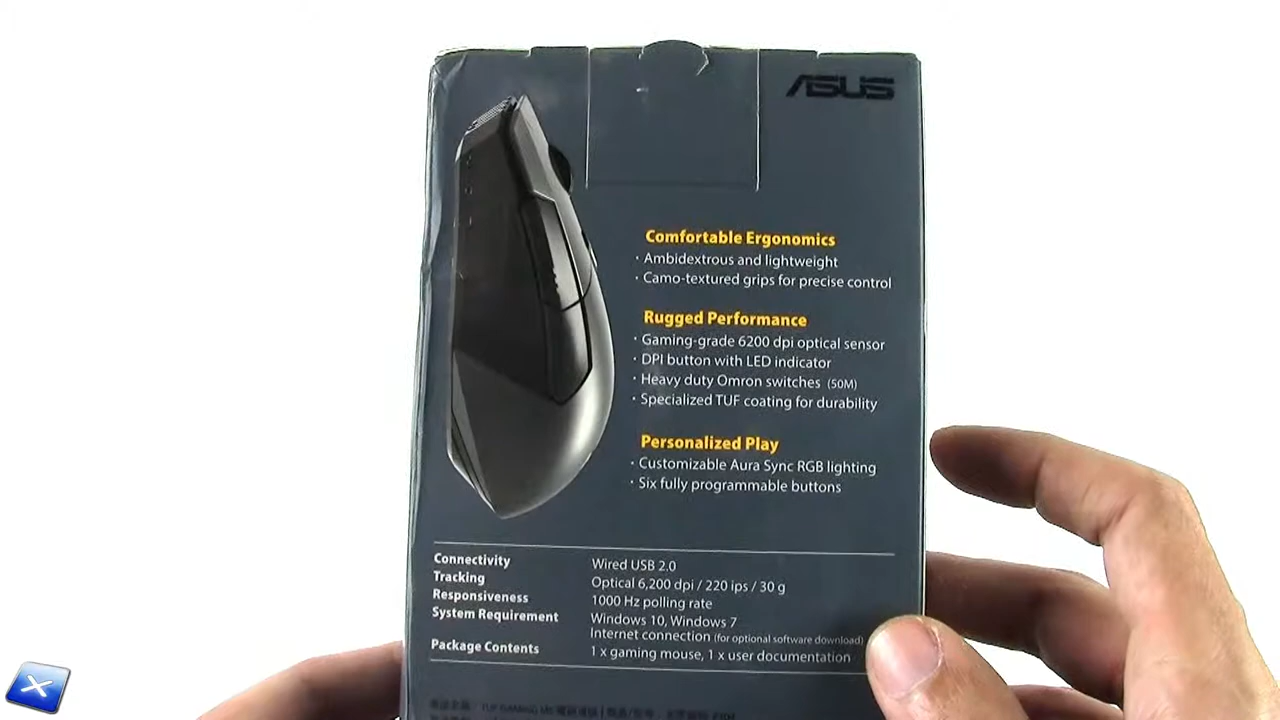 ASUS
Comfortable Ergonomics
· Ambidextrous and lightweight
· Camo-textured grips for precise control
Rugged Performance
· Gaming-grade 6200 dpi optical sensor
· DPI button with LED indicator
· Heavy duty Omron switches (50M)
· Specialized TUF coating for durability
Personalized Play
· Customizable Aura Sync RGB lighting
· Six fully programmable buttons
Connectivity Wired USB 2.0
Tracking Optical 6,200 dpi / 220 ips / 30 g
Responsiveness 1000 Hz polling rate
System Requirement Windows 10, Windows 7
Internet connection (for optional software download)
Package Contents 1 x gaming mouse, 1 x user documentation
TUF GAMING M5